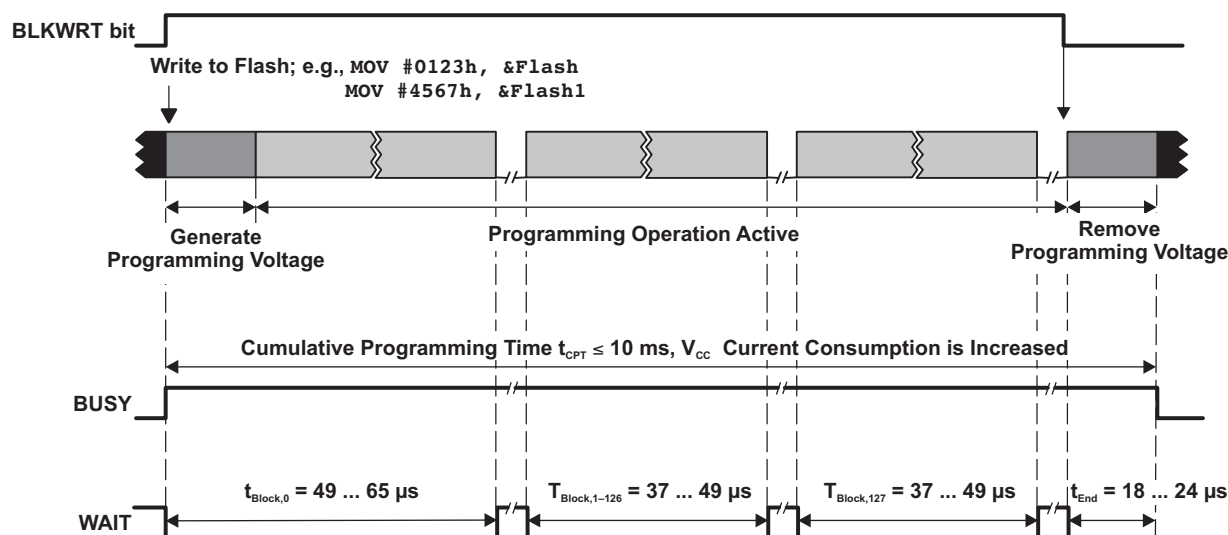 BLKWRT bit
Write to Flash; e.g., MOV #0123h, &Flash
MOV #4567h, &Flash1
Generate
Programming Voltage
Programming Operation Active
Remove
Programming Voltage
Cumulative Programming Time tCPT ≤ 10 ms, VCC Current Consumption is Increased
BUSY
tBlock,0 = 49 ... 65 µs
TBlock,1–126 = 37 ... 49 µs
TBlock,127 = 37 ... 49 µs
tEnd = 18 ... 24 µs
WAIT